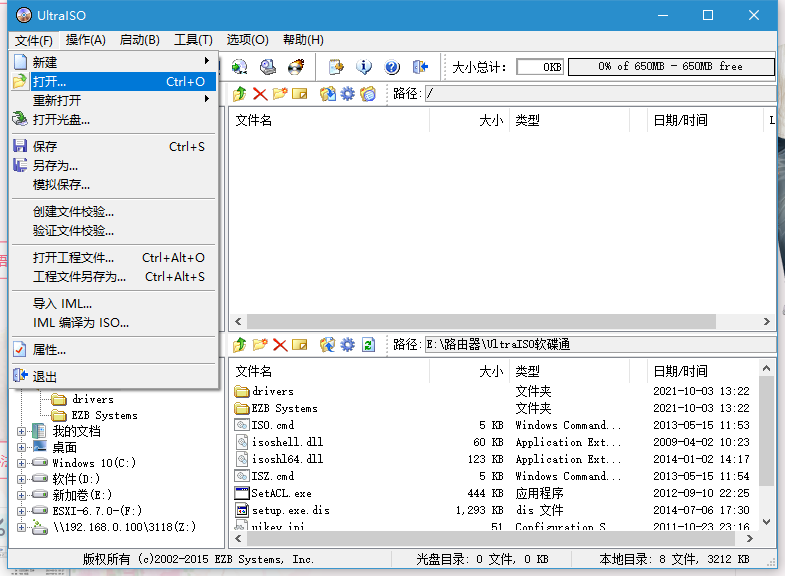 UltraISO
文件(F) 操作(A) 启动(B) 工具(T) 选项(O) 帮助(H)
新建
打开... Ctrl+O
重新打开
打开光盘...
保存 Ctrl+S
另存为...
模拟保存...
创建文件校验...
验证文件校验...
打开工程文件... Ctrl+Alt+O
工程文件另存为... Ctrl+Alt+S
导入 IML...
IML 编译为 ISO...
属性...
退出
大小总计: 0KB 0% of 650MB - 650MB free
路径: /
文件名 大小 类型 日期/时间 L
drivers
EZB Systems
我的文档
桌面
Windows 10(C:)
软件(D:)
新加卷(E:)
ESXI-6.7.0-(F:)
\\192.168.0.100\3118(Z:)
路径: E:\路由器\UltraISO软碟通
文件名 大小 类型 日期/时间
drivers 文件夹 2021-10-03 13:22
EZB Systems 文件夹 2021-10-03 13:22
ISO.cmd 5 KB Windows Command... 2013-05-15 11:53
isoshell.dll 60 KB Application Ext... 2009-04-02 10:23
isoshl64.dll 123 KB Application Ext... 2014-01-02 14:17
ISZ.cmd 5 KB Windows Command... 2013-05-15 11:54
SetACL.exe 444 KB 应用程序 2012-09-10 22:25
setup.exe.dis 1,293 KB dis 文件 2014-07-06 17:30
uikey.ini 51 Configuration S... 2011-10-23 23:16
版权所有 (c)2002-2015 EZB Systems, Inc. 光盘目录: 0 文件, 0 KB 本地目录: 8 文件, 3212 KB